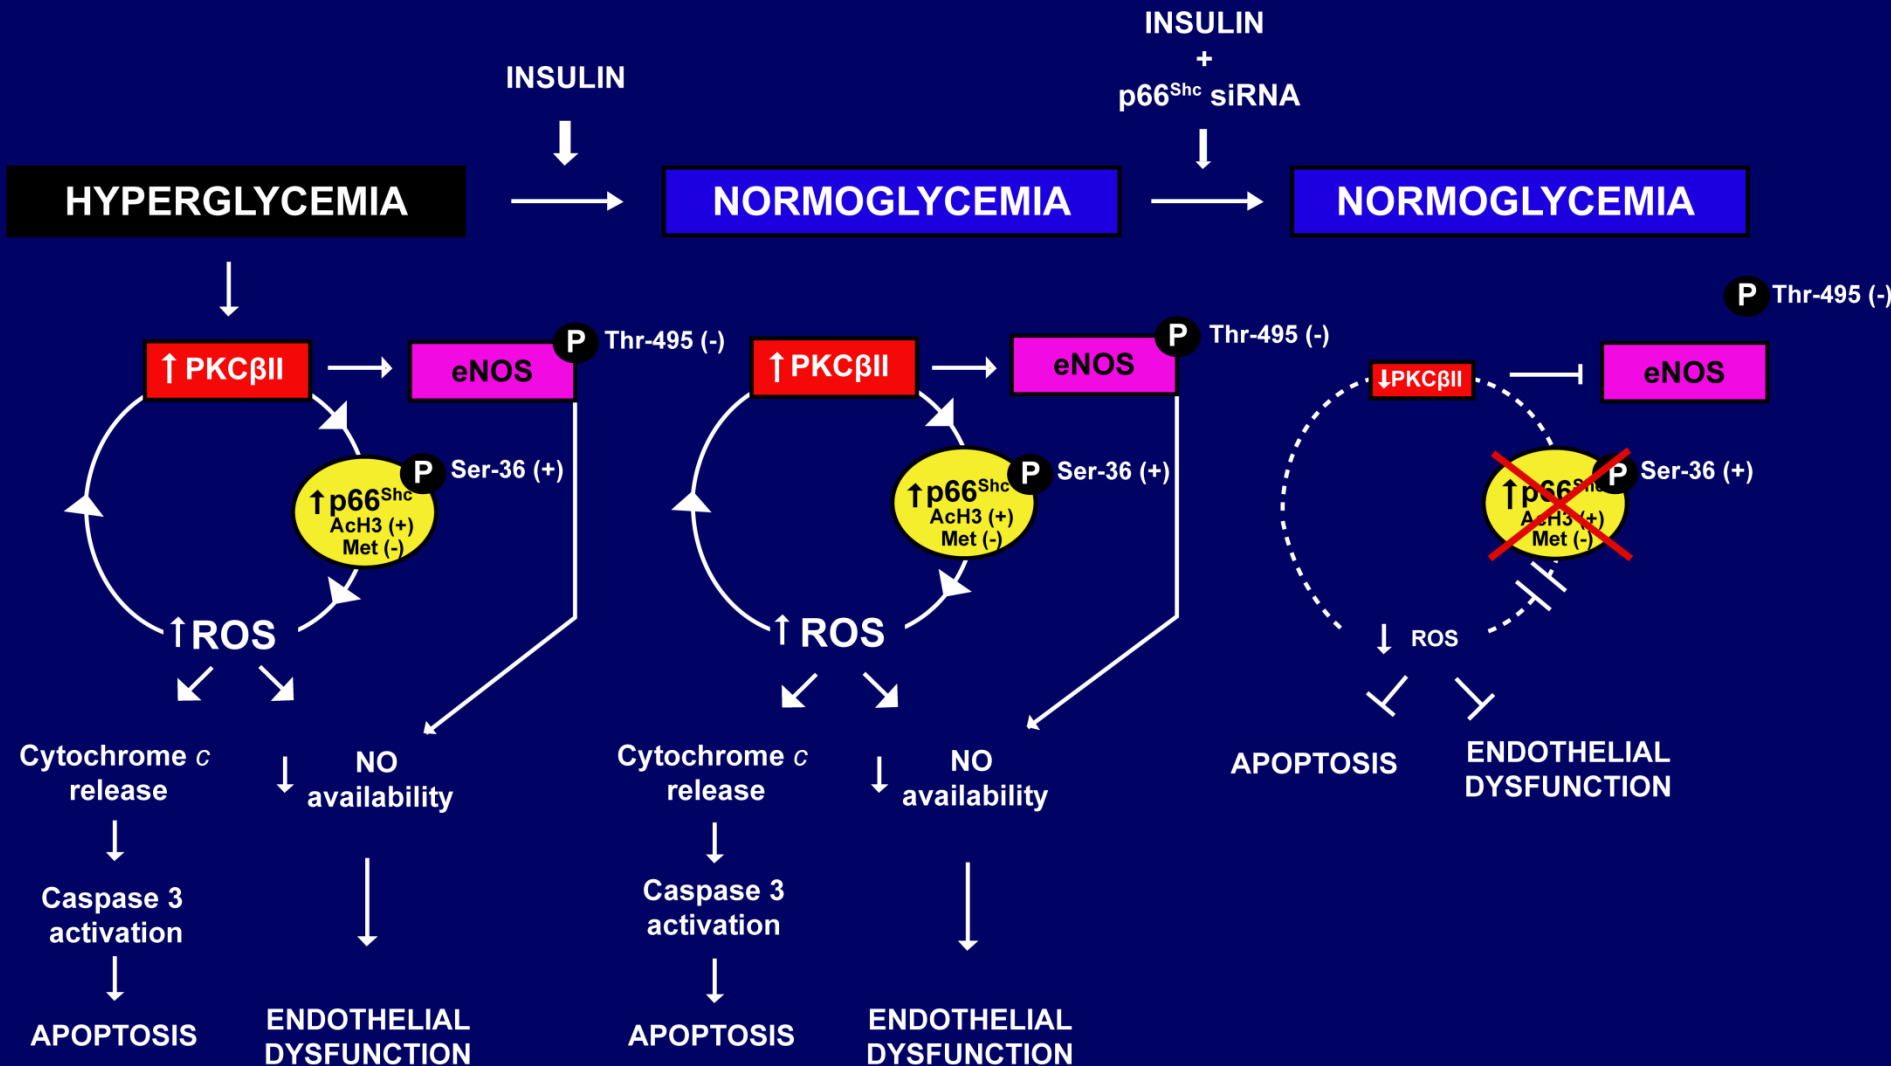 INSULIN
INSULIN
+
p66Shc siRNA
HYPERGLYCEMIA
NORMOGLYCEMIA
NORMOGLYCEMIA
↑ PKCβII
eNOS
P
Thr-495 (-)
P
Ser-36 (+)
↑p66Shc
AcH3 (+)
Met (-)
↑ROS
Cytochrome c
release
↓
NO
availability
Caspase 3
activation
APOPTOSIS
ENDOTHELIAL
DYSFUNCTION
↑ PKCβII
eNOS
P
Thr-495 (-)
P
Ser-36 (+)
↑p66Shc
AcH3 (+)
Met (-)
↑ ROS
Cytochrome c
release
↓
NO
availability
Caspase 3
activation
APOPTOSIS
ENDOTHELIAL
DYSFUNCTION
P
Thr-495 (-)
↓PKCβII
eNOS
P
Ser-36 (+)
↑p66Shc
AcH3 (+)
Met (-)
↓ ROS
APOPTOSIS
ENDOTHELIAL
DYSFUNCTION